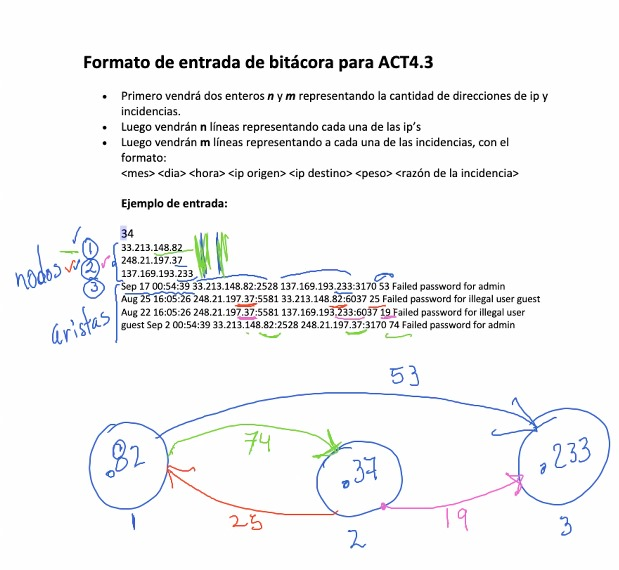 Formato de entrada de bitácora para ACT4.3
• Primero vendrá dos enteros n y m representando la cantidad de direcciones de ip y
incidencias.
• Luego vendrán n líneas representando cada una de las ip's
• Luego vendrán m líneas representando a cada una de las incidencias, con el
formato:
<mes> <dia> <hora> <ip origen> <ip destino> <peso> <razón de la incidencia>
Ejemplo de entrada:
34
1 33.213.148.82
nodos 2 248.21.197.37
137.169.193.233
3 Sep 17 00:54:39 33.213.148.82:2528 137.169.193.233:3170 53 Failed password for admin
Aug 25 16:05:26 248.21.197.37:5581 33.213.148.82:6037 25 Failed password for illegal user guest
aristas Aug 22 16:05:26 248.21.197.37:5581 137.169.193.233:6037 19 Failed password for illegal user
guest Sep 2 00:54:39 33.213.148.82:2528 248.21.197.37:3170 74 Failed password for admin
53
74
.82
.37
.233
25
19
1
2
3